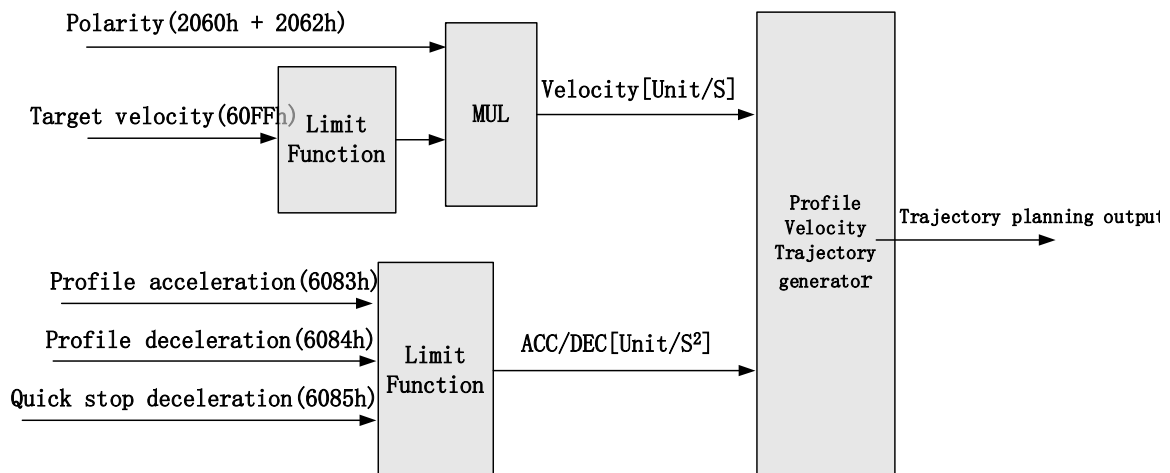 Polarity(2060h + 2062h)
Target velocity(60FFh)
Limit
Function
MUL
Velocity[Unit/S]
Profile
Velocity
Trajectory
generator
Trajectory planning output
Profile acceleration(6083h)
Profile deceleration(6084h)
Quick stop deceleration(6085h)
Limit
Function
ACC/DEC[Unit/S²]